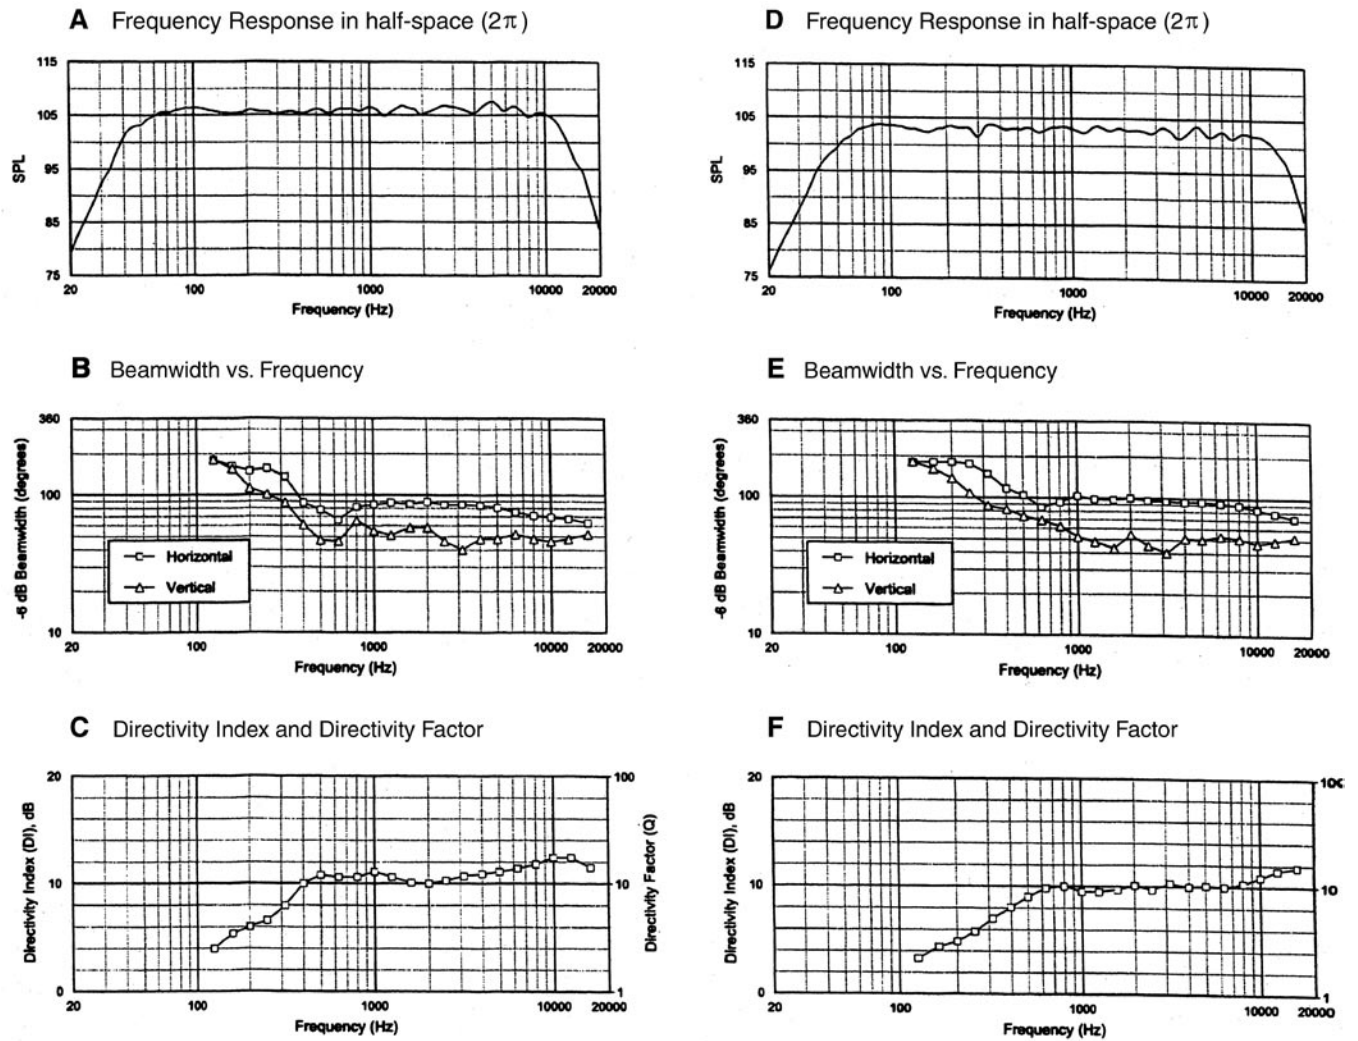 A Frequency Response in half-space (2π)
115
105
95
85
75
SPL
20
100
1000
10000
20000
Frequency (Hz)
B Beamwidth vs. Frequency
360
100
10
-6 dB Beamwidth (degrees)
Horizontal
Vertical
20
100
1000
10000
20000
Frequency (Hz)
C Directivity Index and Directivity Factor
20
10
0
Directivity Index (DI), dB
100
10
1
Directivity Factor (Q)
20
100
1000
10000
20000
Frequency (Hz)
D Frequency Response in half-space (2π)
115
105
95
85
75
SPL
20
100
1000
10000
20000
Frequency (Hz)
E Beamwidth vs. Frequency
360
100
10
-6 dB Beamwidth (degrees)
Horizontal
Vertical
20
100
1000
10000
20000
Frequency (Hz)
F Directivity Index and Directivity Factor
20
10
0
Directivity Index (DI), dB
10
1
20
100
1000
10000
20000
Frequency (Hz)